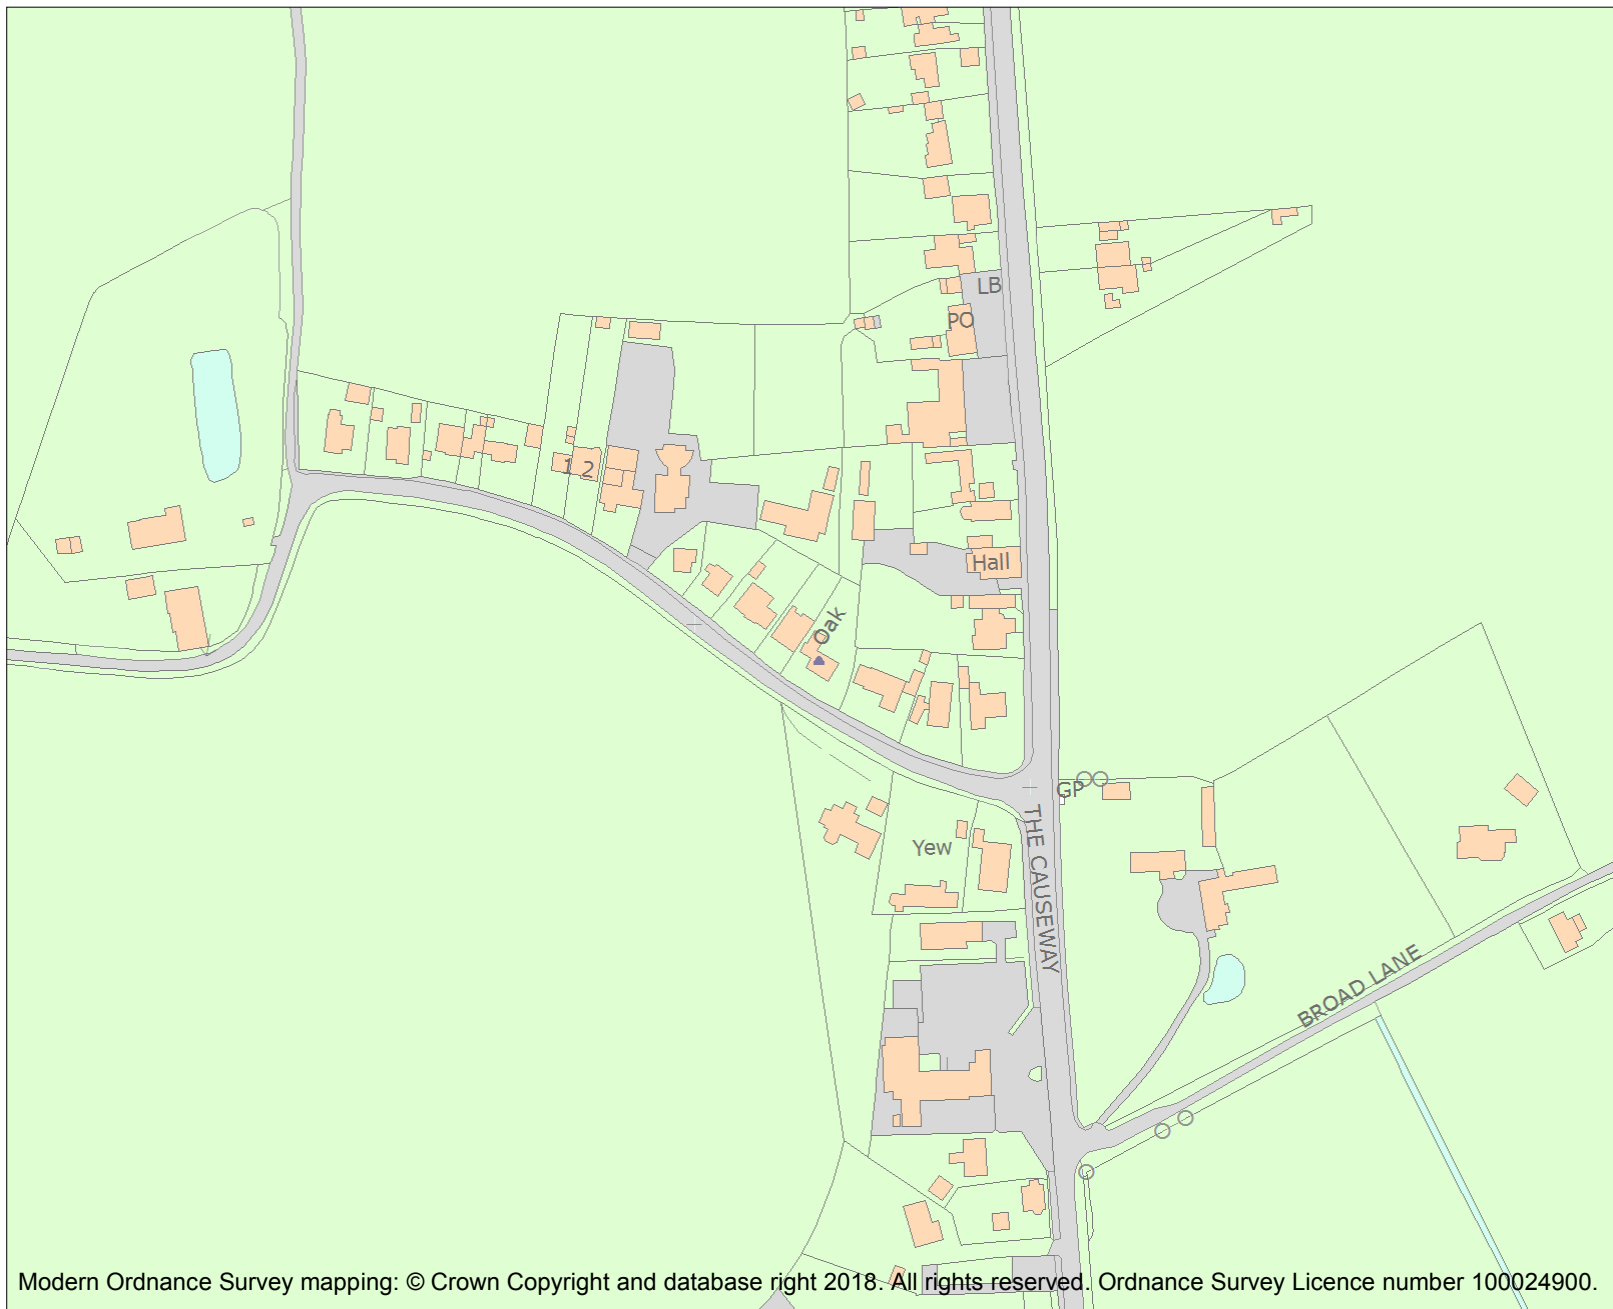 LB
PO
1 2
Hall
Oak
GP
THE CAUSEWAY
Yew
BROAD LANE
Modern Ordnance Survey mapping: © Crown Copyright and database right 2018. All rights reserved. Ordnance Survey Licence number 100024900.